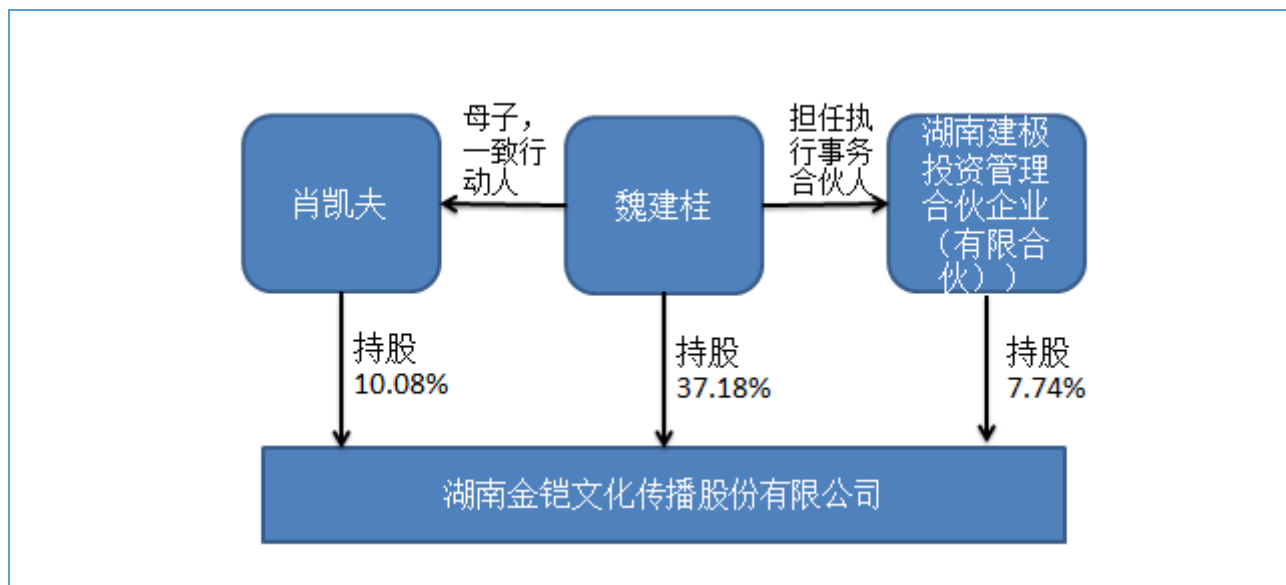 母子，
一致行
动人
担任执
行事务
合伙人
肖凯夫
魏建桂
湖南建极
投资管理
合伙企业
（有限合
伙））
持股
10.08%
持股
37.18%
持股
7.74%
湖南金铠文化传播股份有限公司